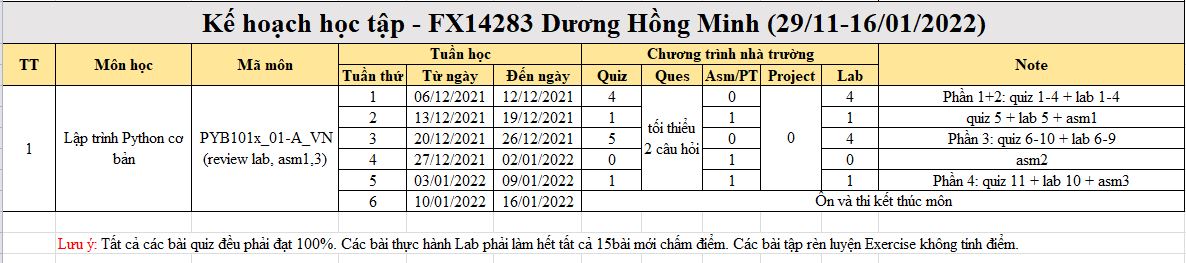 Kế hoạch học tập - FX14283 Dương Hồng Minh (29/11-16/01/2022)
TT Môn học Mã môn Tuần học Chương trình nhà trường Note
Tuần thứ Từ ngày Đến ngày Quiz Ques Asm/PT Project Lab
1 Lập trình Python cơ bản PYB101x_01-A_VN (review lab, asm1,3) tối thiểu 2 câu hỏi 0
1 06/12/2021 12/12/2021 4 0 4 Phần 1+2: quiz 1-4 + lab 1-4
2 13/12/2021 19/12/2021 1 1 1 quiz 5 + lab 5 + asm1
3 20/12/2021 26/12/2021 5 0 4 Phần 3: quiz 6-10 + lab 6-9
4 27/12/2021 02/01/2022 0 1 0 asm2
5 03/01/2022 09/01/2022 1 1 1 Phần 4: quiz 11 + lab 10 + asm3
6 10/01/2022 16/01/2022 Ôn và thi kết thúc môn
Lưu ý: Tất cả các bài quiz đều phải đạt 100%. Các bài thực hành Lab phải làm hết tất cả 15bài mới chấm điểm. Các bài tập rèn luyện Exercise không tính điểm.